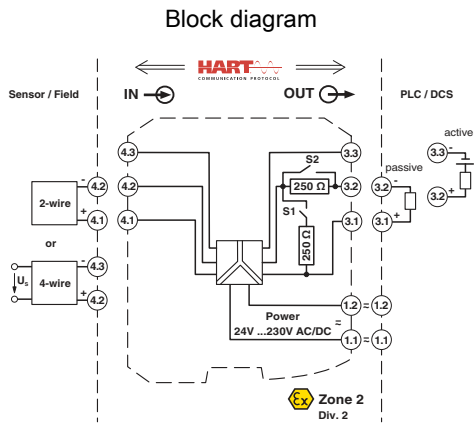 Block diagram
HART
COMMUNICATION PROTOCOL
Sensor / Field
IN
OUT
PLC / DCS
active
passive
4.3
3.3
S2
3.3 -
4.2
250 Ω
3.2
3.2 +
2-wire
- 4.2
+ 4.1
4.1
S1
3.1
3.2 -
3.1 +
or
250 Ω
4-wire
Us
- 4.3
+ 4.2
Power
24V ...230V AC/DC
≈
1.2 ≈ 1.2
1.1 ≈ 1.1
Ex
Zone 2
Div. 2